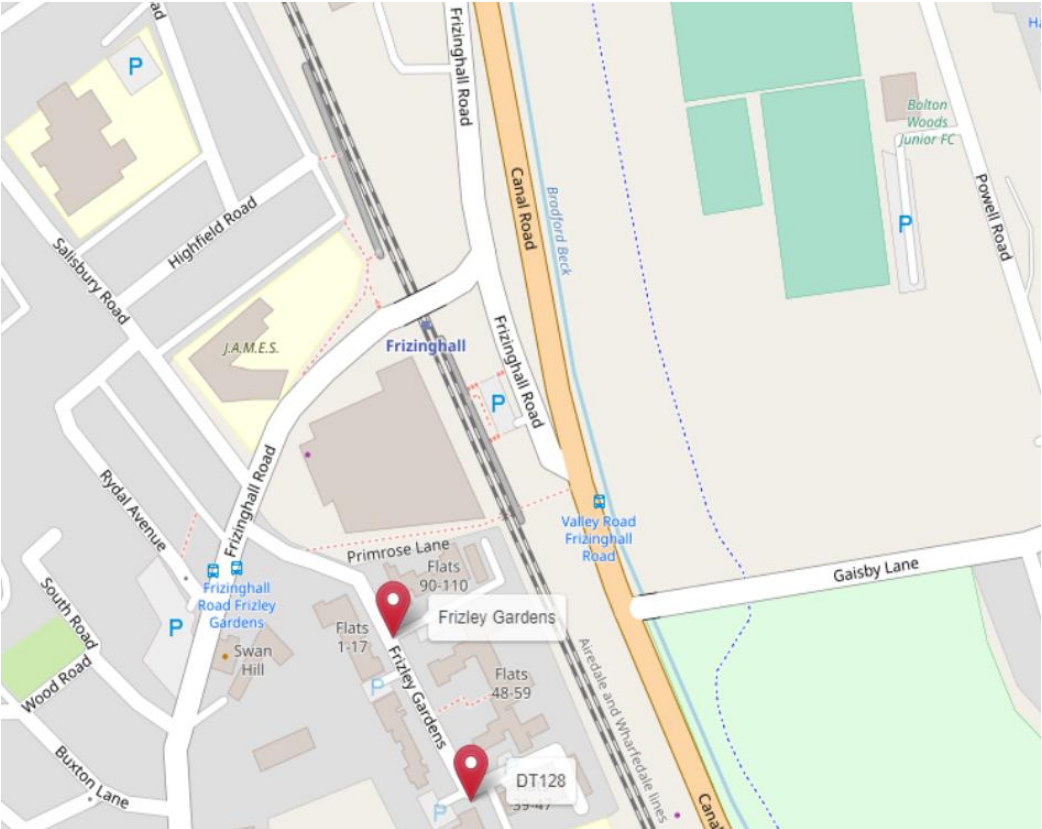 ad
P
Frizinghall Road
Ha
Bolton
Woods
Junior FC
Canal Road
Bradford Beck
Powell Road
P
Highfield Road
Salisbury Road
J.A.M.E.S.
Frizinghall
Frizinghall Road
P
Frizinghall Road
Rydal Avenue
Valley Road
Frizinghall
Road
Primrose Lane
Flats
90-110
Gaisby Lane
Frizinghall
Road Frizley
Gardens
South Road
P
Flats
1-17
Frizley Gardens
Swan
Hill
Wood Road
Frizley Gardens
P
Flats
48-59
Airedale and Wharfedale lines
Buxton Lane
DT128
39-47
P
Canal